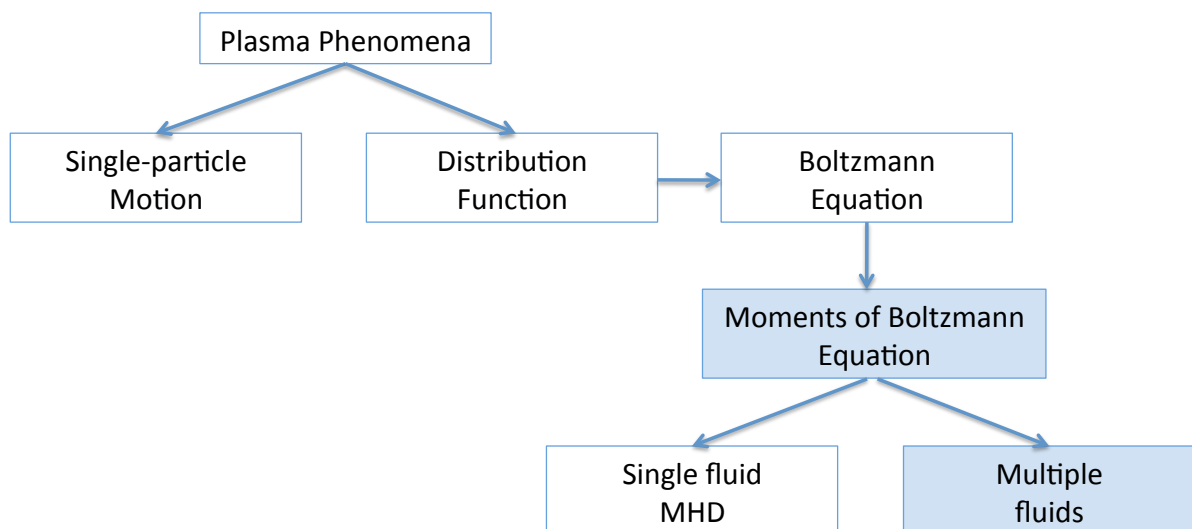 Plasma Phenomena
Single-particle
Motion
Distribution
Function
Boltzmann
Equation
Moments of Boltzmann
Equation
Single fluid
MHD
Multiple
fluids